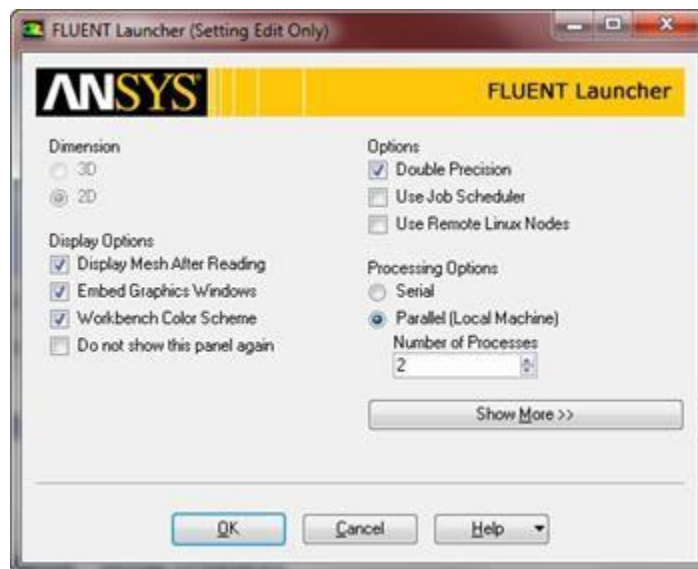 FLUENT Launcher (Setting Edit Only)
ANSYS
FLUENT Launcher
Dimension
3D
2D
Display Options
Display Mesh After Reading
Embed Graphics Windows
Workbench Color Scheme
Do not show this panel again
Options
Double Precision
Use Job Scheduler
Use Remote Linux Nodes
Processing Options
Serial
Parallel (Local Machine)
Number of Processes
2
Show More >>
OK
Cancel
Help